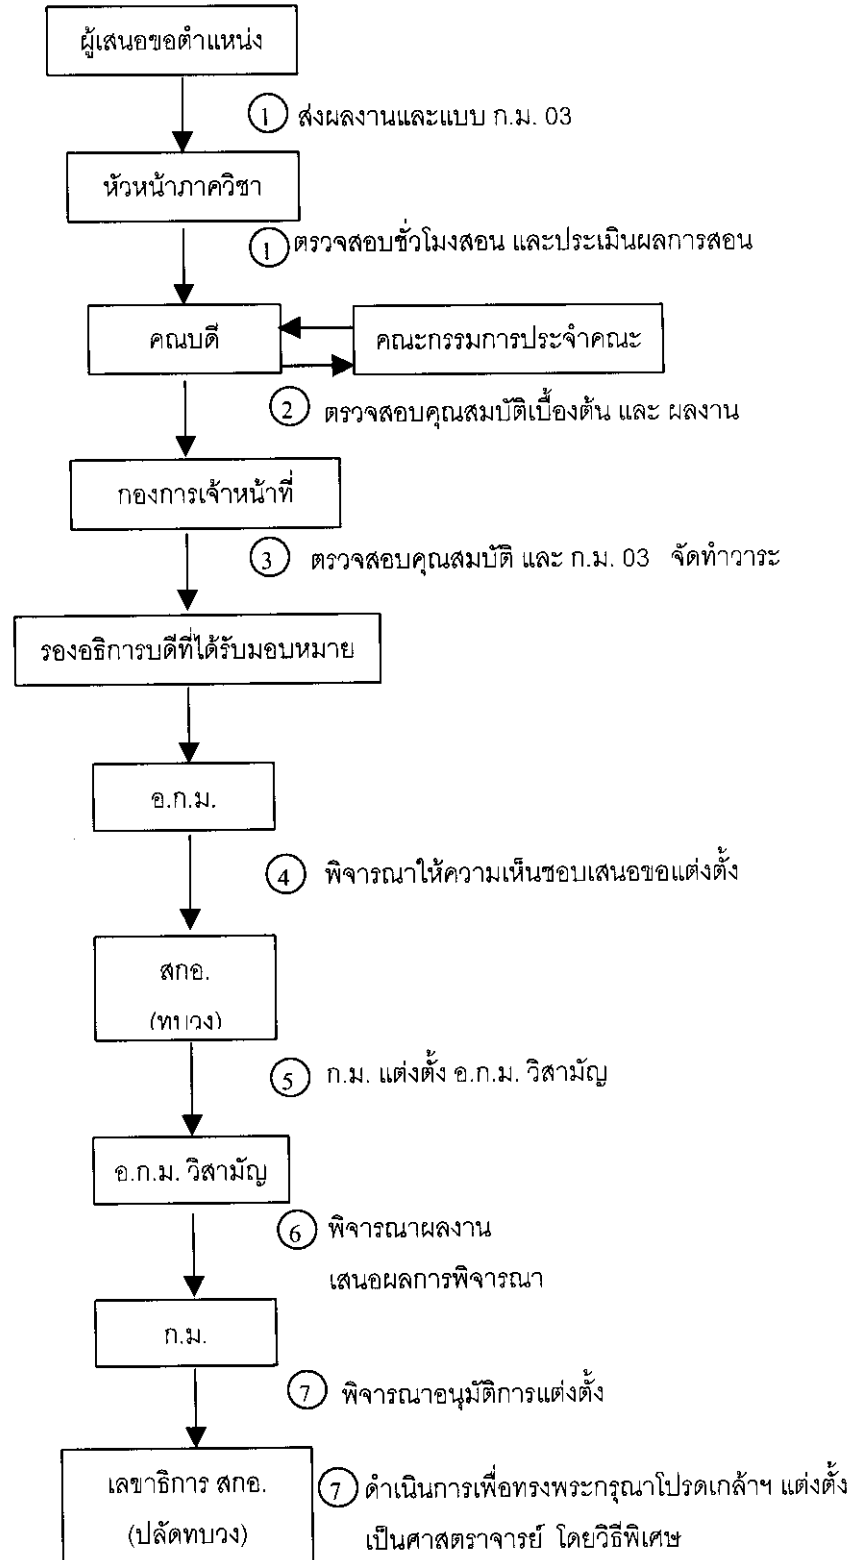 ผู้เสนอขอตำแหน่ง
1 ส่งผลงานและแบบ ก.ม. 03
หัวหน้าภาควิชา
1 ตรวจสอบชั่วโมงสอน และประเมินผลการสอน
คณบดี
คณะกรรมการประจำคณะ
2 ตรวจสอบคุณสมบัติเบื้องต้น และ ผลงาน
กองการเจ้าหน้าที่
3 ตรวจสอบคุณสมบัติ และ ก.ม. 03 จัดทำวาระ
รองอธิการบดีที่ได้รับมอบหมาย
อ.ก.ม.
4 พิจารณาให้ความเห็นชอบเสนอขอแต่งตั้ง
สกอ.
(ทบวง)
5 ก.ม. แต่งตั้ง อ.ก.ม. วิสามัญ
อ.ก.ม. วิสามัญ
6 พิจารณาผลงาน
เสนอผลการพิจารณา
ก.ม.
7 พิจารณาอนุมัติการแต่งตั้ง
เลขาธิการ สกอ.
(ปลัดทบวง)
7 ดำเนินการเพื่อทรงพระกรุณาโปรดเกล้าฯ แต่งตั้ง
เป็นศาสตราจารย์ โดยวิธีพิเศษ